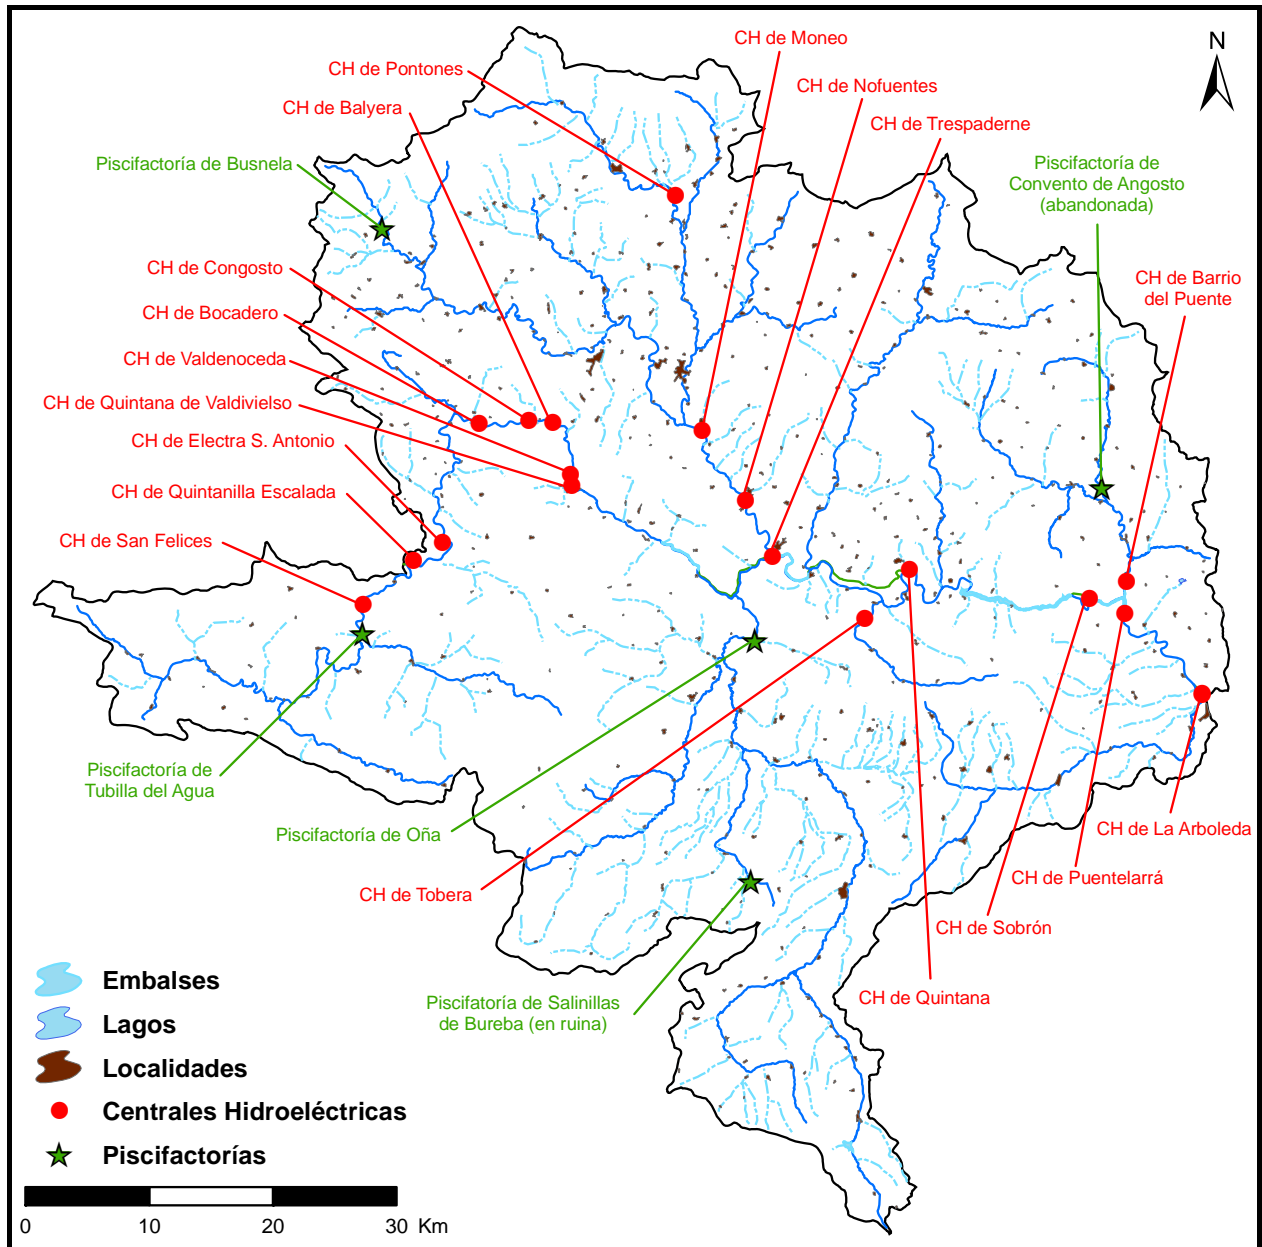 N
CH de Moneo
CH de Pontones
CH de Nofuentes
CH de Balyera
CH de Trespaderne
Piscifactoría de Busnela
Piscifactoría de
Convento de Angosto
(abandonada)
CH de Congosto
CH de Barrio
del Puente
CH de Bocadero
CH de Valdenoceda
CH de Quintana de Valdivielso
CH de Electra S. Antonio
CH de Quintanilla Escalada
CH de San Felices
Piscifactoría de
Tubilla del Agua
Piscifactoría de Oña
CH de La Arboleda
CH de Tobera
CH de Puentelarrá
CH de Sobrón
CH de Quintana
Piscifatoría de Salinillas
de Bureba (en ruina)
Embalses
Lagos
Localidades
Centrales Hidroeléctricas
Piscifactorías
0 10 20 30 Km